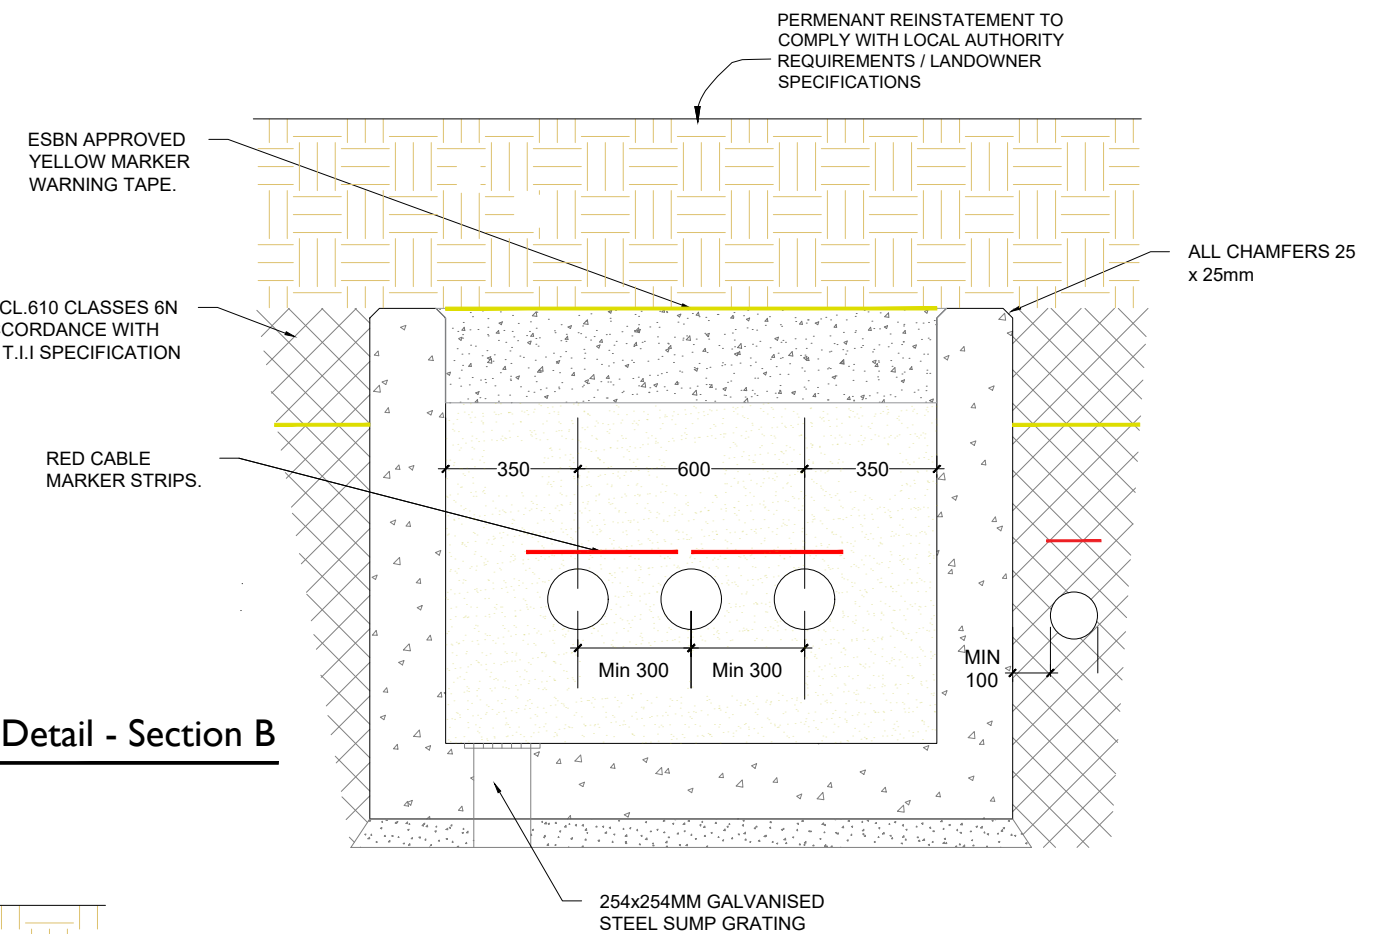 PERMENANT REINSTATEMENT TO
COMPLY WITH LOCAL AUTHORITY
REQUIREMENTS / LANDOWNER
SPECIFICATIONS
ESBN APPROVED
YELLOW MARKER
WARNING TAPE.
ALL CHAMFERS 25
x 25mm
CL.610 CLASSES 6N
CORDANCE WITH
T.I.I SPECIFICATION
RED CABLE
MARKER STRIPS.
350
600
350
Min 300
Min 300
MIN
100
Detail - Section B
254x254MM GALVANISED
STEEL SUMP GRATING